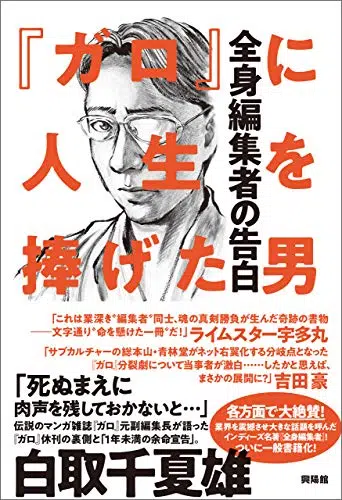 『ガロ』に
人生を
捧げた男
全身編集者の告白
「これは業深き“編集者”同士、魂の真剣勝負が生んだ奇跡の書物
——文字通り“命を懸けた一冊”だ!」ライムスター宇多丸
「サブカルチャーの総本山・青林堂がネト右翼化する分岐点となった
『ガロ』分裂劇について当事者が激白……したかと思えば、
まさかの展開に?」吉田 豪
「死ぬまえに
肉声を残しておかないと…」
伝説のマンガ雑誌『ガロ』元副編集長が語った
『ガロ』休刊の裏側と「1年未満の余命宣告」。
白取千夏雄
各方面で大絶賛!
業界を震撼させ大きな話題を呼んだ
インディーズ名著『全身編集者』!
ついに一般書籍化!
興陽館